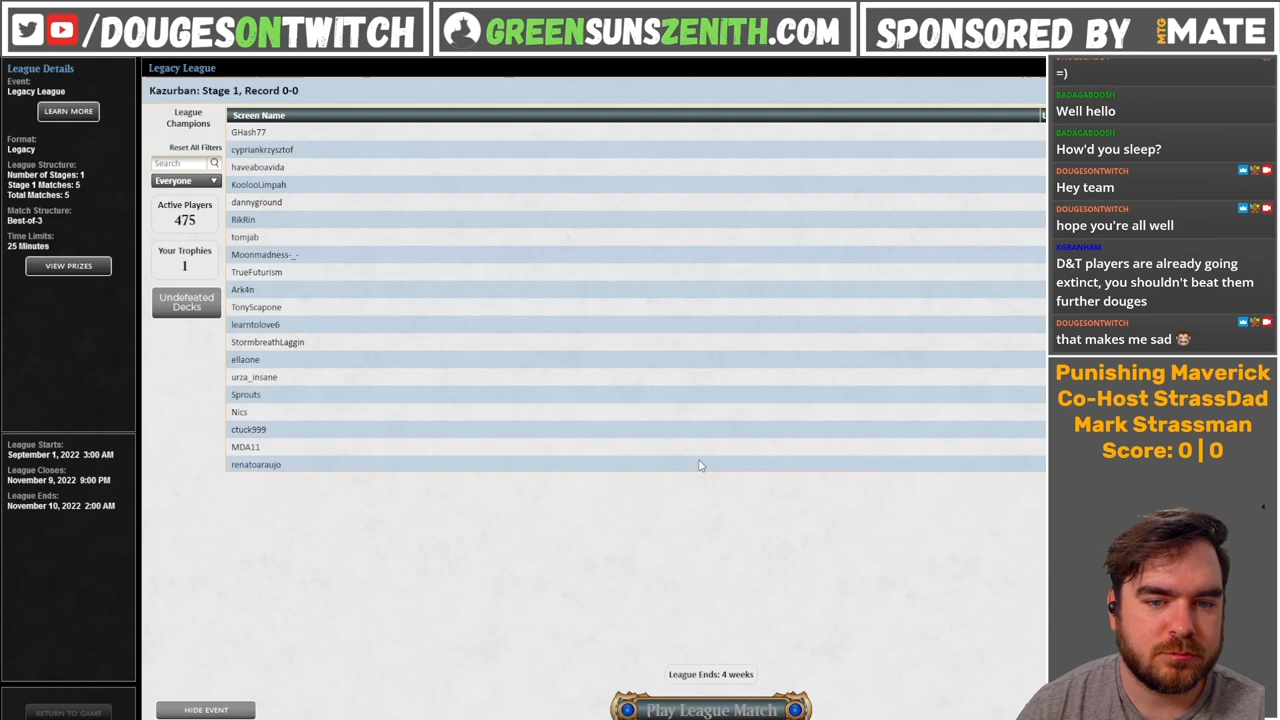 /DOUGESONTWITCH
GREENSUNSZENITH.COM
SPONSORED BY MTG MATE
League Details
Event:
Legacy League
LEARN MORE
Format:
Legacy
League Structure:
Number of Stages: 1
Stage 1 Matches: 5
Total Matches: 5
Match Structure:
Best-of-3
Time Limits:
25 Minutes
VIEW PRIZES
League Starts:
September 1, 2022 3:00 AM
League Closes:
November 9, 2022 9:00 PM
League Ends:
November 10, 2022 2:00 AM
RETURN TO GAME
Legacy League
Kazurban: Stage 1, Record 0-0
League
Champions
Reset All Filters
Search
Everyone
Active Players
475
Your Trophies
1
Undefeated
Decks
Screen Name
GHash77
cypriankrzysztof
haveaboavida
KoolooLimpah
dannyground
RikRin
tomjab
Moonmadness-_-
TrueFuturism
Ark4n
TonyScapone
learntolove6
StormbreathLaggin
ellaone
urza_insane
Sprouts
Nics
ctuck999
MDA11
renatoaraujo
League Ends: 4 weeks
HIDE EVENT
Play League Match
=)
BADAGABOOSH
Well hello
BADAGABOOSH
How'd you sleep?
DOUGESONTWITCH
Hey team
DOUGESONTWITCH
hope you're all well
XGRANHAM
D&T players are already going
extinct, you shouldn't beat them
further douges
DOUGESONTWITCH
that makes me sad
Punishing Maverick
Co-Host StrassDad
Mark Strassman
Score: 0 | 0